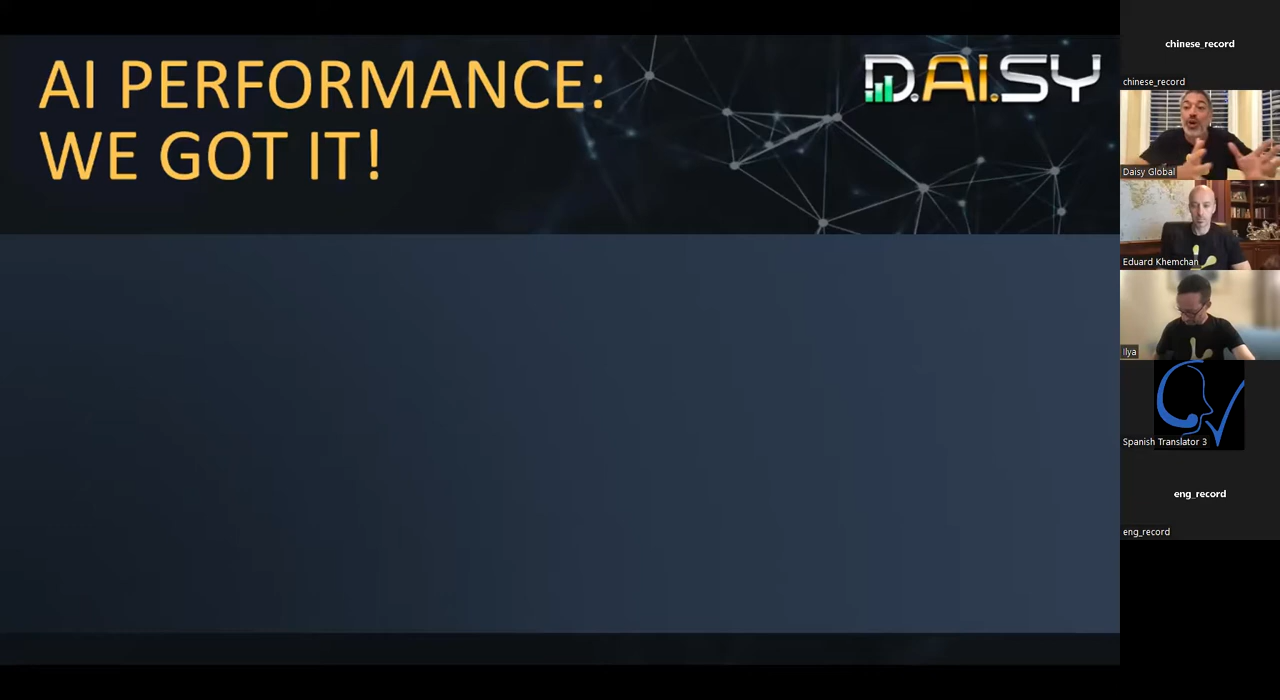 AI PERFORMANCE:
WE GOT IT!
D.AI.SY
chinese_record
chinese_record
Daisy Global
Eduard Khemchan
Ilya
Spanish Translator 3
eng_record
eng_record